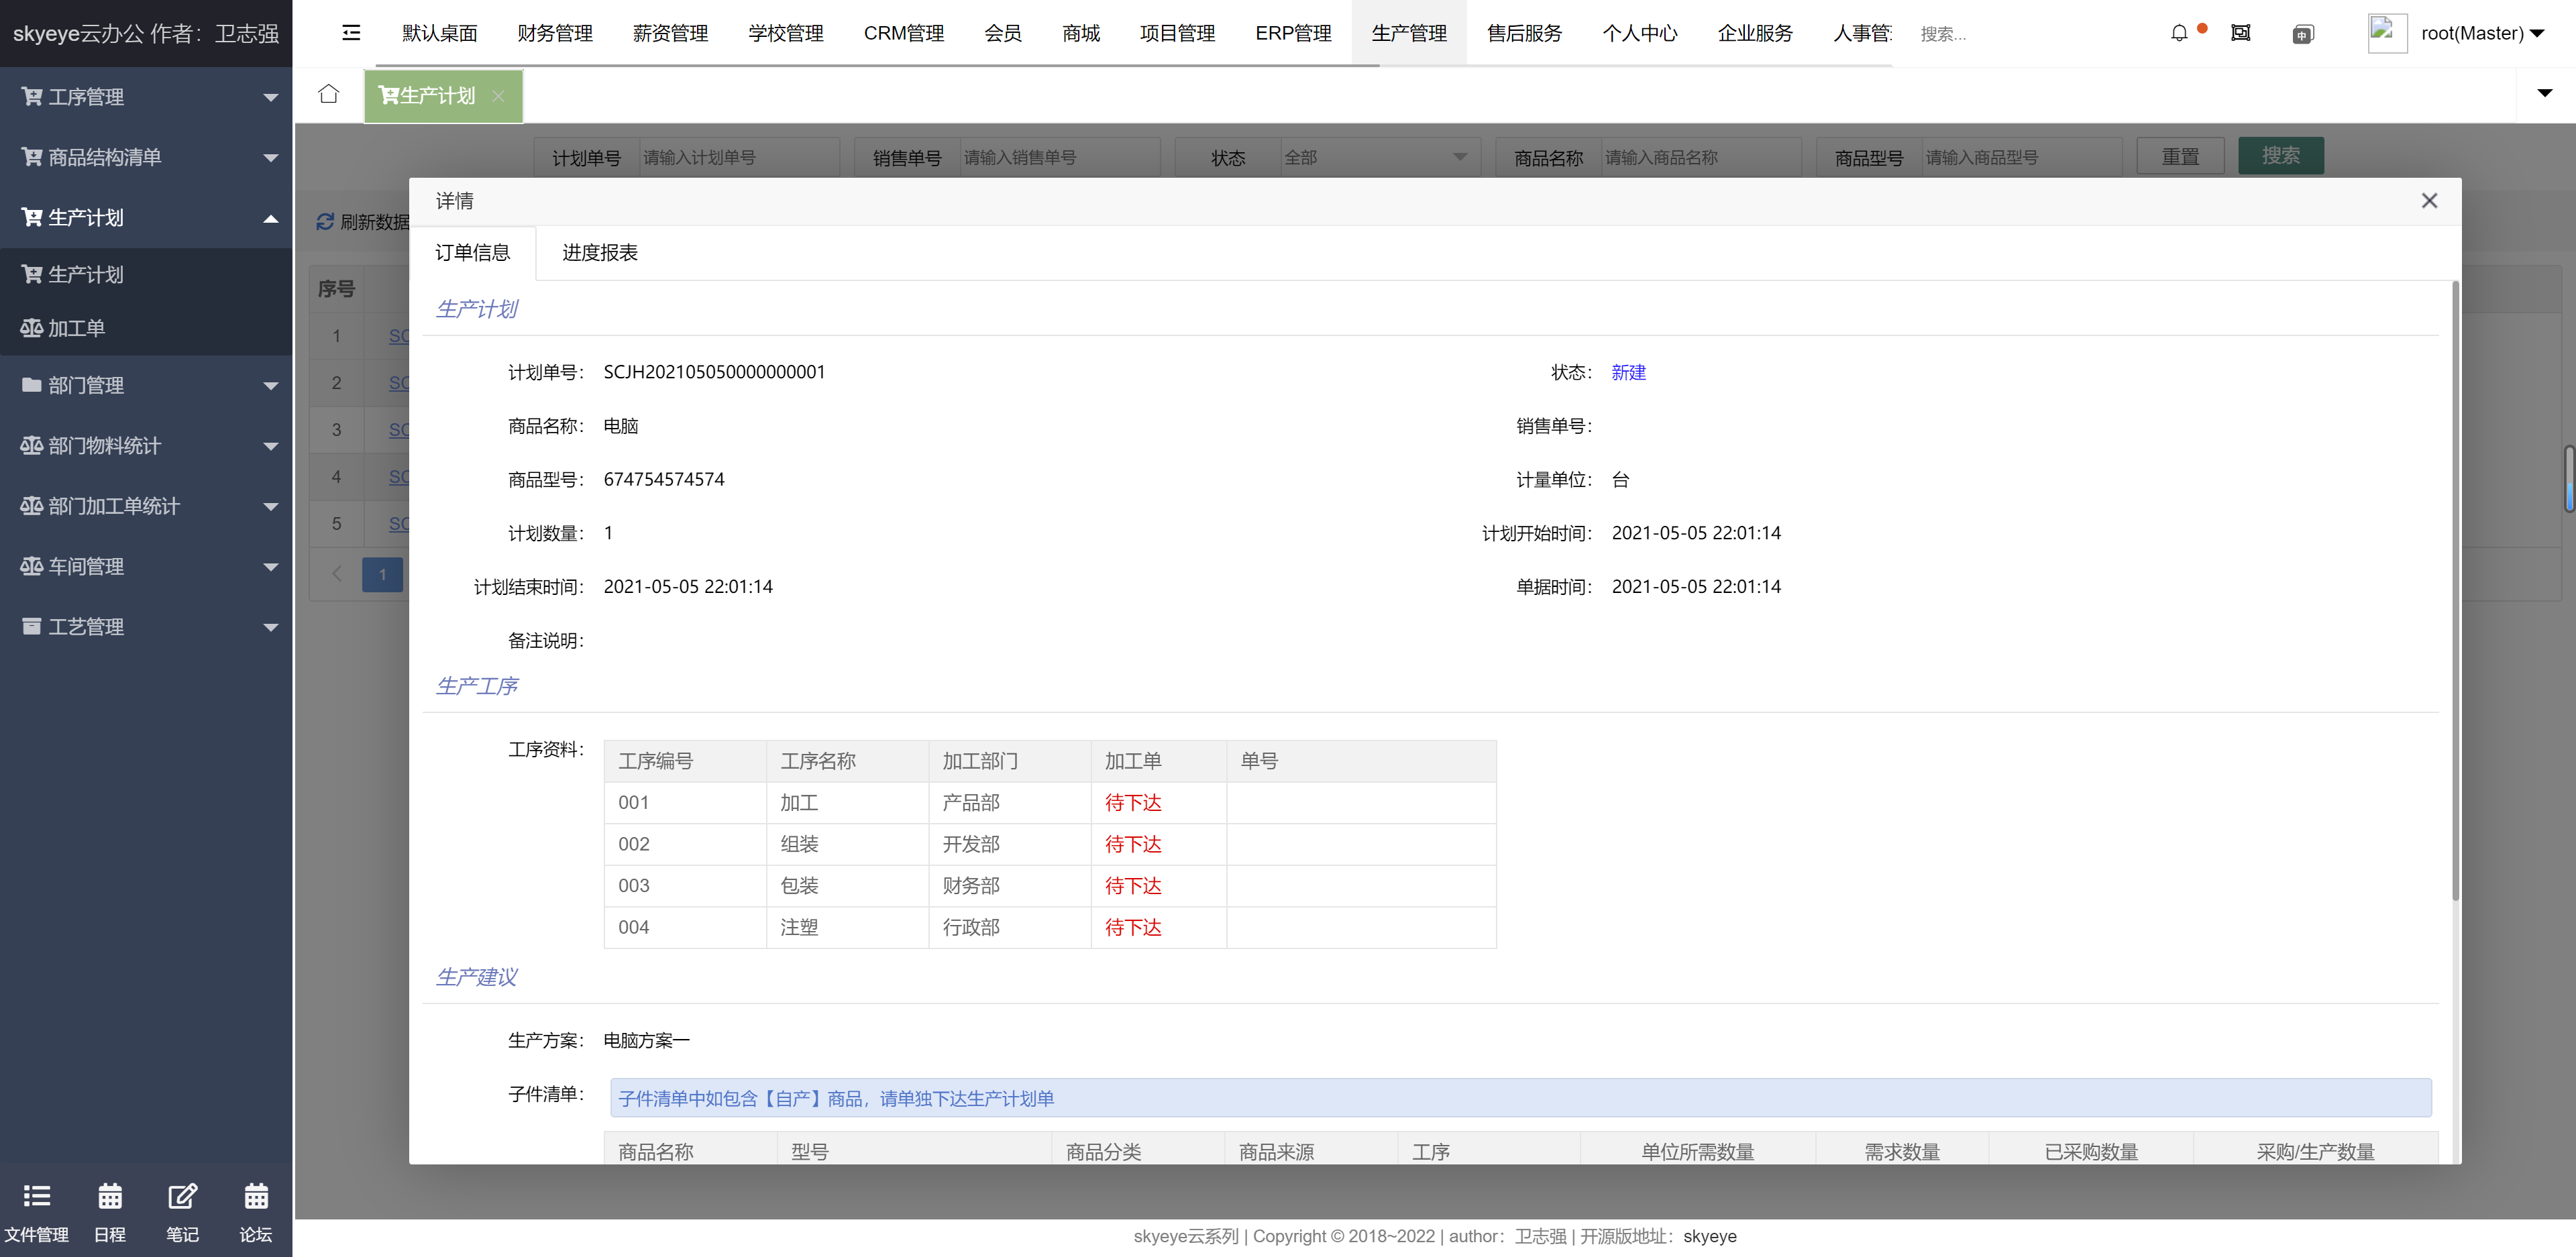 skyeye云办公 作者：卫志强
默认桌面 财务管理 薪资管理 学校管理 CRM管理 会员 商城 项目管理 ERP管理 生产管理 售后服务 个人中心 企业服务 人事管 搜索... root(Master)
工序管理
商品结构清单
生产计划
生产计划
加工单
部门管理
部门物料统计
部门加工单统计
车间管理
工艺管理
文件管理 日程 笔记 论坛
生产计划
计划单号 请输入计划单号 销售单号 请输入销售单号 状态 全部 商品名称 请输入商品名称 商品型号 请输入商品型号 重置 搜索
刷新数据
序号
1 SC
2 SC
3 SC
4 SC
5 SC
1
详情
订单信息 进度报表
生产计划
计划单号： SCJH202105050000000001 状态： 新建
商品名称： 电脑 销售单号：
商品型号： 674754574574 计量单位： 台
计划数量： 1 计划开始时间： 2021-05-05 22:01:14
计划结束时间： 2021-05-05 22:01:14 单据时间： 2021-05-05 22:01:14
备注说明：
生产工序
工序资料：
工序编号 工序名称 加工部门 加工单 单号
001 加工 产品部 待下达
002 组装 开发部 待下达
003 包装 财务部 待下达
004 注塑 行政部 待下达
生产建议
生产方案： 电脑方案一
子件清单： 子件清单中如包含【自产】商品，请单独下达生产计划单
商品名称 型号 商品分类 商品来源 工序 单位所需数量 需求数量 已采购数量 采购/生产数量
skyeye云系列 | Copyright © 2018~2022 | author：卫志强 | 开源版地址：skyeye